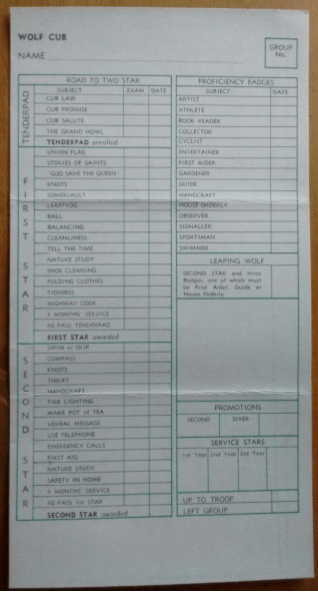 WOLF CUB
NAME
GROUP
No.
ROAD TO TWO STAR
SUBJECT EXAM DATE
TENDERPAD
CUB LAW
CUB PROMISE
CUB SALUTE
THE GRAND HOWL
TENDERPAD enrolled
FIRST STAR
UNION FLAG
STORIES OF SAINTS
'GOD SAVE THE QUEEN'
KNOTS
SOMERSAULT
LEAPFROG
BALL
BALANCING
CLEANLINESS
TELL THE TIME
NATURE STUDY
SHOE CLEANING
FOLDING CLOTHES
TIDINESS
HIGHWAY CODE
3 MONTHS' SERVICE
RE-PASS TENDERPAD
FIRST STAR awarded
SECOND STAR
SWIM or SKIP
COMPASS
KNOTS
THRIFT
HANDCRAFT
FIRE LIGHTING
MAKE POT of TEA
VERBAL MESSAGE
USE TELEPHONE
EMERGENCY CALLS
FIRST AID
NATURE STUDY
SAFETY IN HOME
9 MONTHS' SERVICE
RE-PASS 1st STAR
SECOND STAR awarded
PROFICIENCY BADGES
SUBJECT DATE
ARTIST
ATHLETE
BOOK READER
COLLECTOR
CYCLIST
ENTERTAINER
FIRST AIDER
GARDENER
GUIDE
HANDCRAFT
HOUSE ORDERLY
OBSERVER
SIGNALLER
SPORTSMAN
SWIMMER
LEAPING WOLF
SECOND STAR and three
Badges, one of which must
be First Aider, Guide or
House Orderly.
PROMOTIONS
SECOND SIXER
SERVICE STARS
1st Year 2nd Year 3rd Year
UP TO TROOP
LEFT GROUP